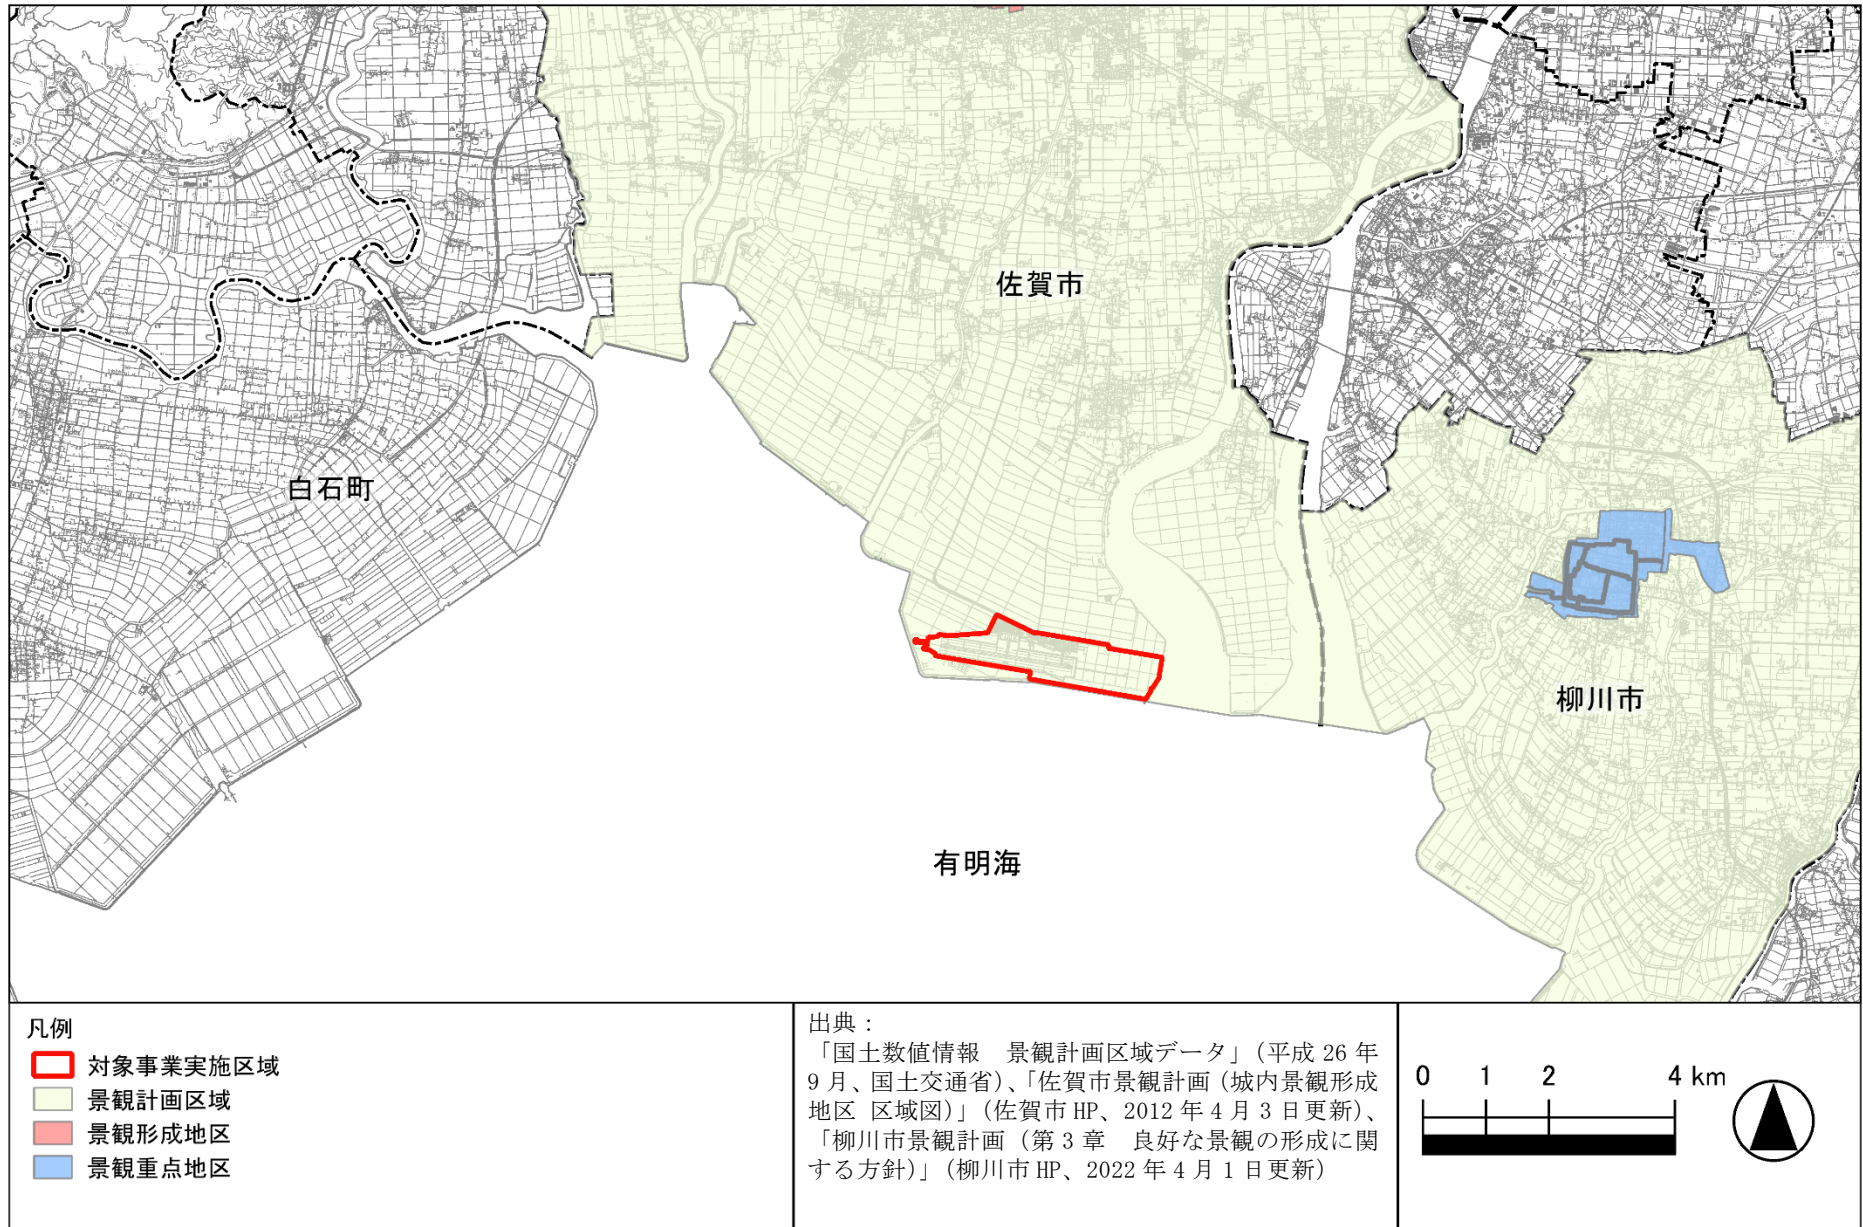 佐賀市
白石町
柳川市
有明海
凡例
対象事業実施区域
景観計画区域
景観形成地区
景観重点地区
出典：
「国土数値情報　景観計画区域データ」（平成 26 年
9 月、国土交通省）、「佐賀市景観計画（城内景観形成
地区 区域図）」（佐賀市 HP、2012 年 4 月 3 日更新）、
「柳川市景観計画（第 3 章　良好な景観の形成に関
する方針）」（柳川市 HP、2022 年 4 月 1 日更新）
0 1 2 4 km